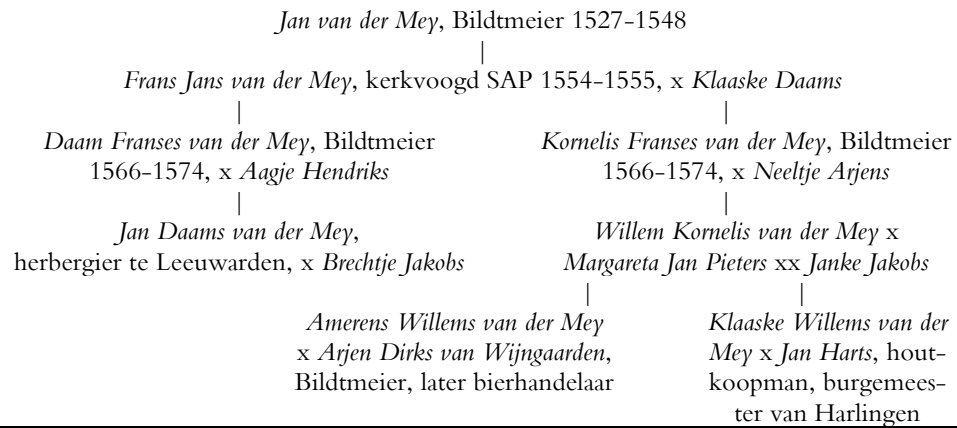 Jan van der Mey, Bildtmeier 1527-1548
|
Frans Jans van der Mey, kerkvoogd SAP 1554-1555, x Klaaske Daams
| |
Daam Franses van der Mey, Bildtmeier
1566-1574, x Aagje Hendriks
|
Jan Daams van der Mey,
herbergier te Leeuwarden, x Brechtje Jakobs
Kornelis Franses van der Mey, Bildtmeier
1566-1574, x Neeltje Arjens
|
Willem Kornelis van der Mey x
Margareta Jan Pieters xx Janke Jakobs
| |
Amerens Willems van der Mey
x Arjen Dirks van Wijngaarden,
Bildtmeier, later bierhandelaar
Klaaske Willems van der
Mey x Jan Harts, hout-
koopman, burgemees-
ter van Harlingen